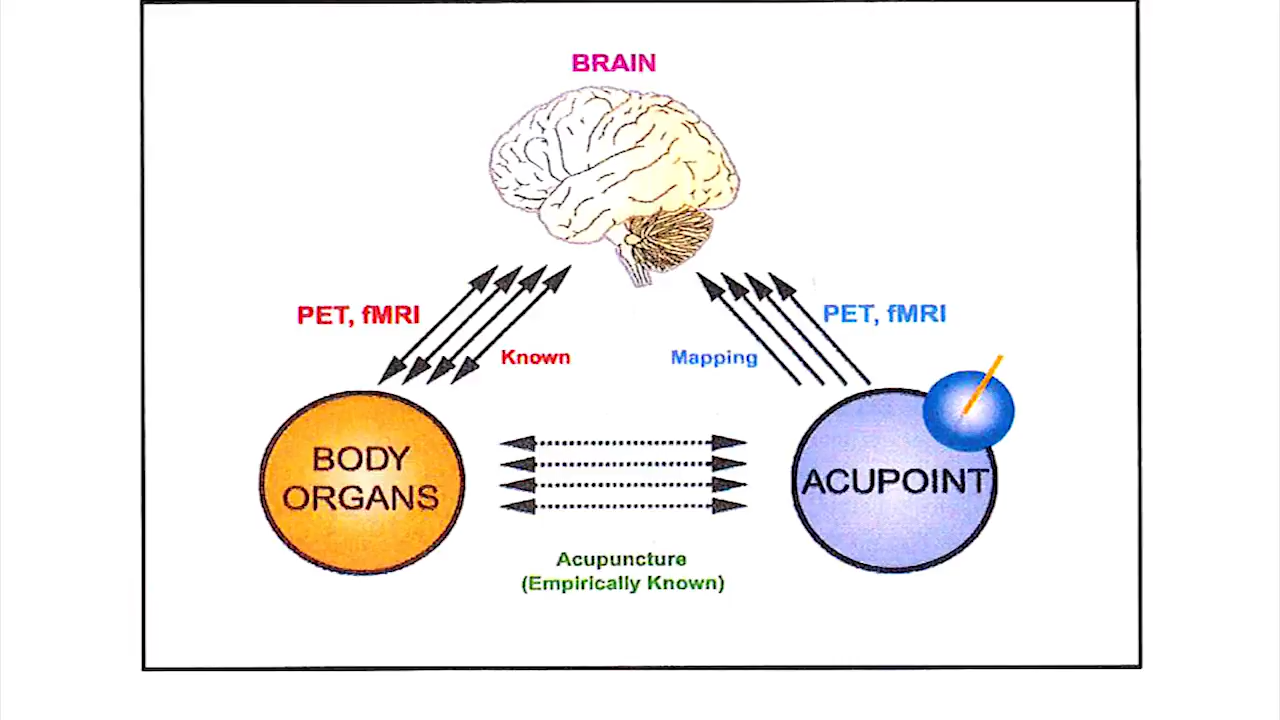 BRAIN
PET, fMRI
PET, fMRI
Known
Mapping
BODY
ORGANS
ACUPOINT
Acupuncture
(Empirically Known)